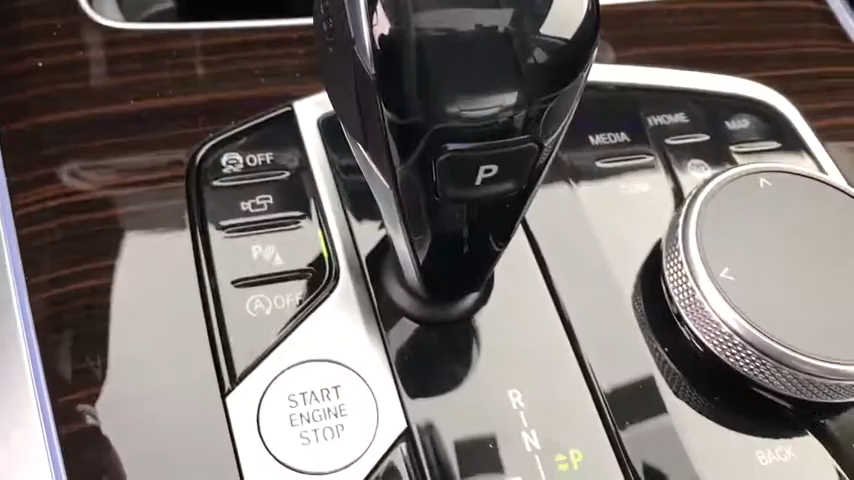 OFF
MEDIA
HOME
MAP
P
P
A OFF
START
ENGINE
STOP
R
N
P
BACK